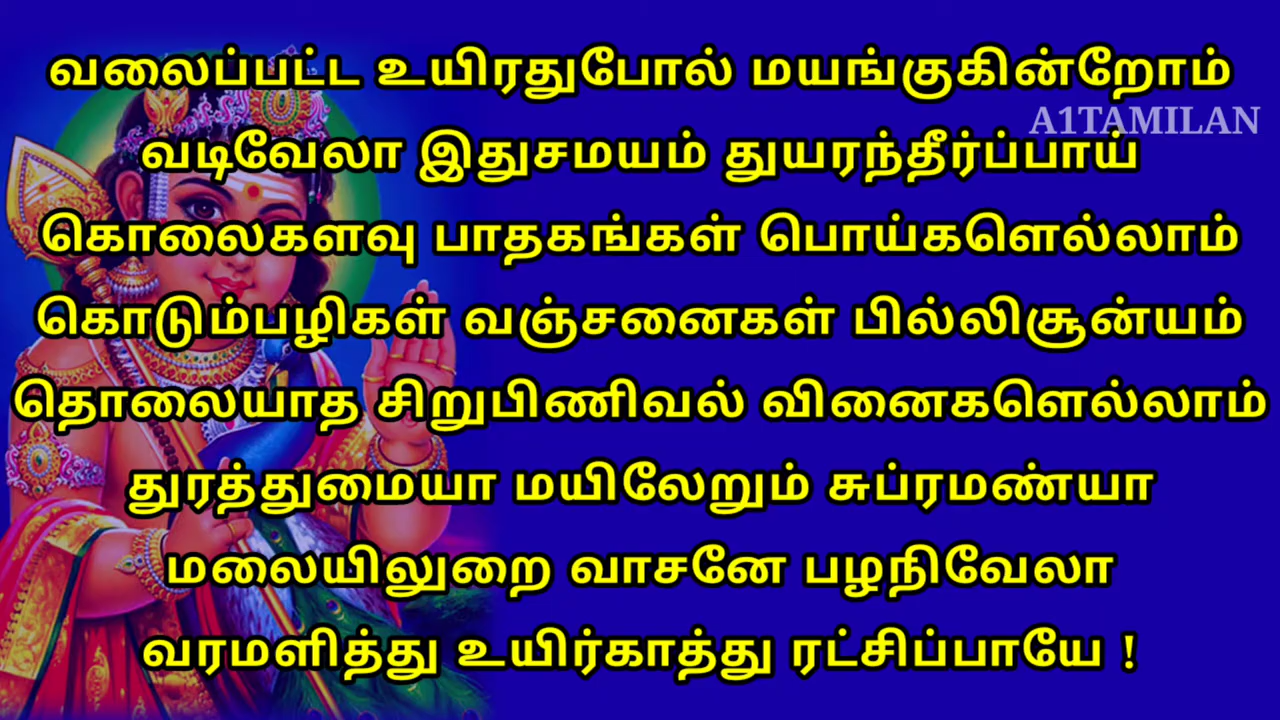 வலைப்பட்ட உயிரதுபோல் மயங்குகின்றோம்
A1TAMILAN
வடிவேலா இதுசமயம் துயரந்தீர்ப்பாய்
கொலைகளவு பாதகங்கள் பொய்களெல்லாம்
கொடும்பழிகள் வஞ்சனைகள் பில்லிசூன்யம்
தொலையாத சிறுபிணிவல் வினைகளெல்லாம்
துரத்துமையா மயிலேறும் சுப்ரமண்யா
மலையிலுறை வாசனே பழநிவேலா
வரமளித்து உயிர்காத்து ரட்சிப்பாயே !